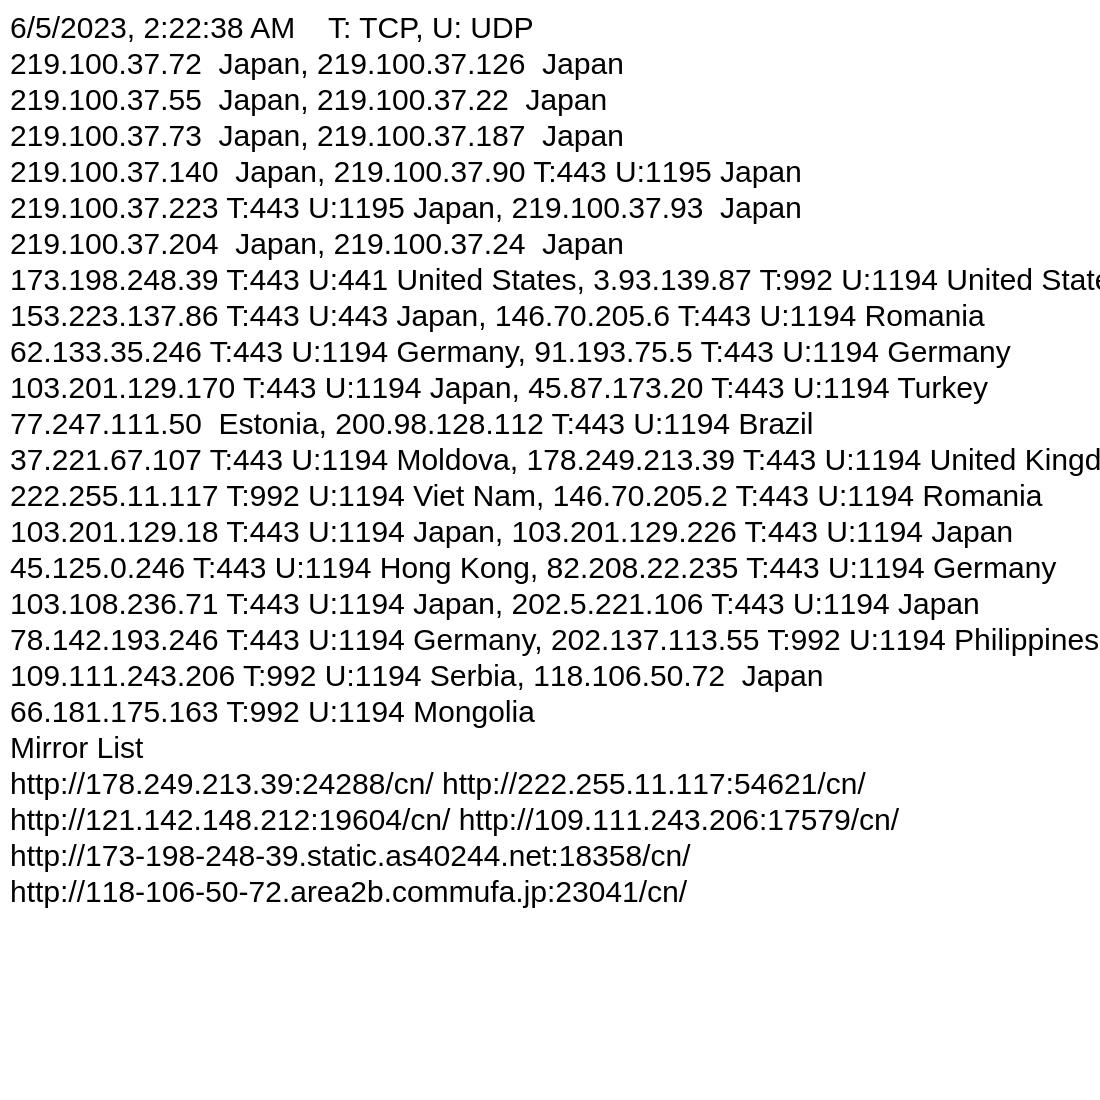 6/5/2023, 2:22:38 AM    T: TCP, U: UDP
219.100.37.72  Japan, 219.100.37.126  Japan
219.100.37.55  Japan, 219.100.37.22  Japan
219.100.37.73  Japan, 219.100.37.187  Japan
219.100.37.140  Japan, 219.100.37.90 T:443 U:1195 Japan
219.100.37.223 T:443 U:1195 Japan, 219.100.37.93  Japan
219.100.37.204  Japan, 219.100.37.24  Japan
173.198.248.39 T:443 U:441 United States, 3.93.139.87 T:992 U:1194 United State
153.223.137.86 T:443 U:443 Japan, 146.70.205.6 T:443 U:1194 Romania
62.133.35.246 T:443 U:1194 Germany, 91.193.75.5 T:443 U:1194 Germany
103.201.129.170 T:443 U:1194 Japan, 45.87.173.20 T:443 U:1194 Turkey
77.247.111.50  Estonia, 200.98.128.112 T:443 U:1194 Brazil
37.221.67.107 T:443 U:1194 Moldova, 178.249.213.39 T:443 U:1194 United Kingd
222.255.11.117 T:992 U:1194 Viet Nam, 146.70.205.2 T:443 U:1194 Romania
103.201.129.18 T:443 U:1194 Japan, 103.201.129.226 T:443 U:1194 Japan
45.125.0.246 T:443 U:1194 Hong Kong, 82.208.22.235 T:443 U:1194 Germany
103.108.236.71 T:443 U:1194 Japan, 202.5.221.106 T:443 U:1194 Japan
78.142.193.246 T:443 U:1194 Germany, 202.137.113.55 T:992 U:1194 Philippines
109.111.243.206 T:992 U:1194 Serbia, 118.106.50.72  Japan
66.181.175.163 T:992 U:1194 Mongolia
Mirror List
http://178.249.213.39:24288/cn/ http://222.255.11.117:54621/cn/
http://121.142.148.212:19604/cn/ http://109.111.243.206:17579/cn/
http://173-198-248-39.static.as40244.net:18358/cn/
http://118-106-50-72.area2b.commufa.jp:23041/cn/